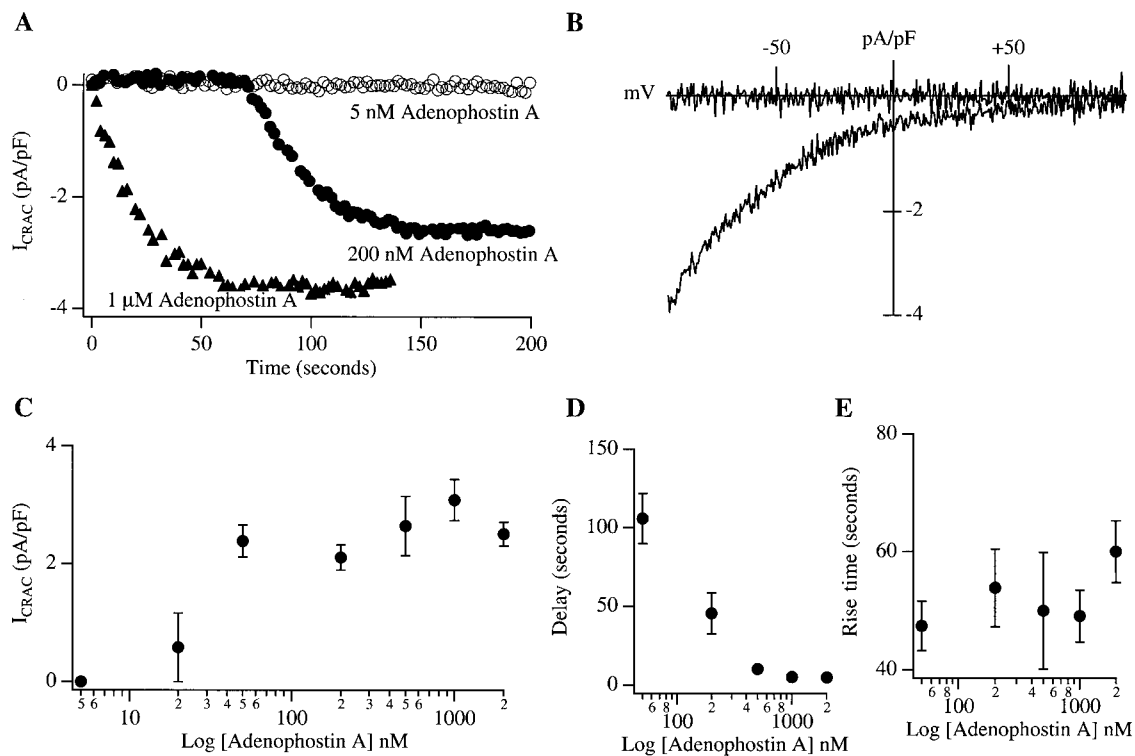 A
0
-2
-4
I_CRAC (pA/pF)
5 nM Adenophostin A
200 nM Adenophostin A
1 µM Adenophostin A
0 50 100 150 200
Time (seconds)
B
pA/pF
-50 +50
mV
-2
-4
C
4
2
0
I_CRAC (pA/pF)
5 6 2 3 4 5 6 2 3 4 5 6 2
10 100 1000
Log [Adenophostin A] nM
D
150
100
50
0
Delay (seconds)
6 8 2 4 6 8 2
100 1000
Log [Adenophostin A] nM
E
80
60
40
Rise time (seconds)
6 8 2 4 6 8 2
100 1000
Log [Adenophostin A] nM